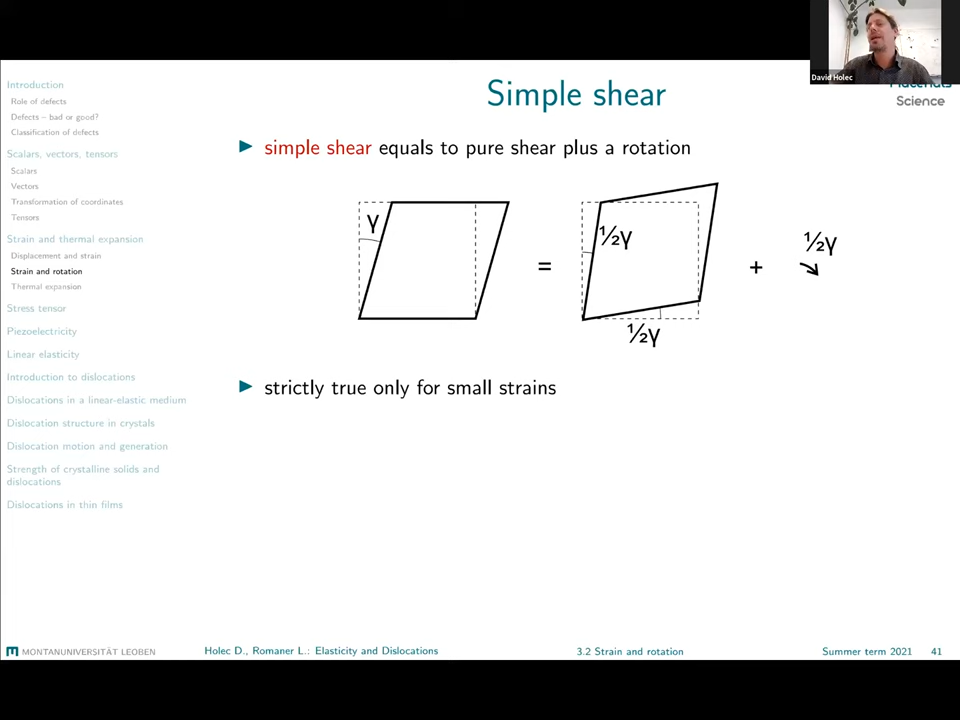 David Holec
Materials
Science
Simple shear
Introduction
Role of defects
Defects – bad or good?
Classification of defects
Scalars, vectors, tensors
Scalars
Vectors
Transformation of coordinates
Tensors
Strain and thermal expansion
Displacement and strain
Strain and rotation
Thermal expansion
Stress tensor
Piezoelectricity
Linear elasticity
Introduction to dislocations
Dislocations in a linear-elastic medium
Dislocation structure in crystals
Dislocation motion and generation
Strength of crystalline solids and
dislocations
Dislocations in thin films
▶ simple shear equals to pure shear plus a rotation
γ
=
½γ
½γ
+
½γ
▶ strictly true only for small strains
MONTANUNIVERSITÄT LEOBEN
Holec D., Romaner L.: Elasticity and Dislocations
3.2 Strain and rotation
Summer term 2021 41